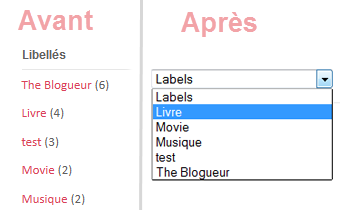 Avant
Libellés
The Blogueur (6)
Livre (4)
test (3)
Movie (2)
Musique (2)
Après
Labels
Labels
Livre
Movie
Musique
test
The Blogueur